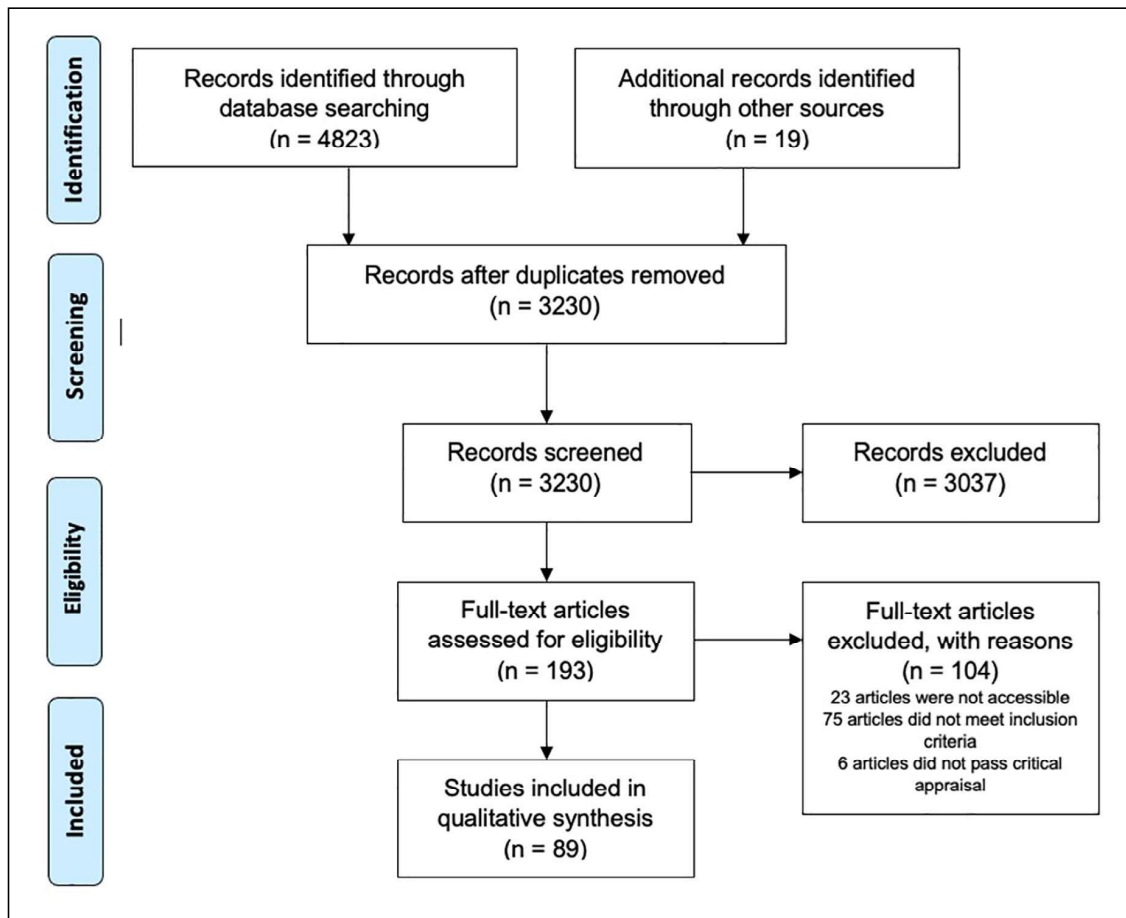 Identification
Records identified through
database searching
(n = 4823)
Additional records identified
through other sources
(n = 19)
Screening
Records after duplicates removed
(n = 3230)
Records screened
(n = 3230)
Records excluded
(n = 3037)
Eligibility
Full-text articles
assessed for eligibility
(n = 193)
Full-text articles
excluded, with reasons
(n = 104)
23 articles were not accessible
75 articles did not meet inclusion
criteria
6 articles did not pass critical
appraisal
Included
Studies included in
qualitative synthesis
(n = 89)